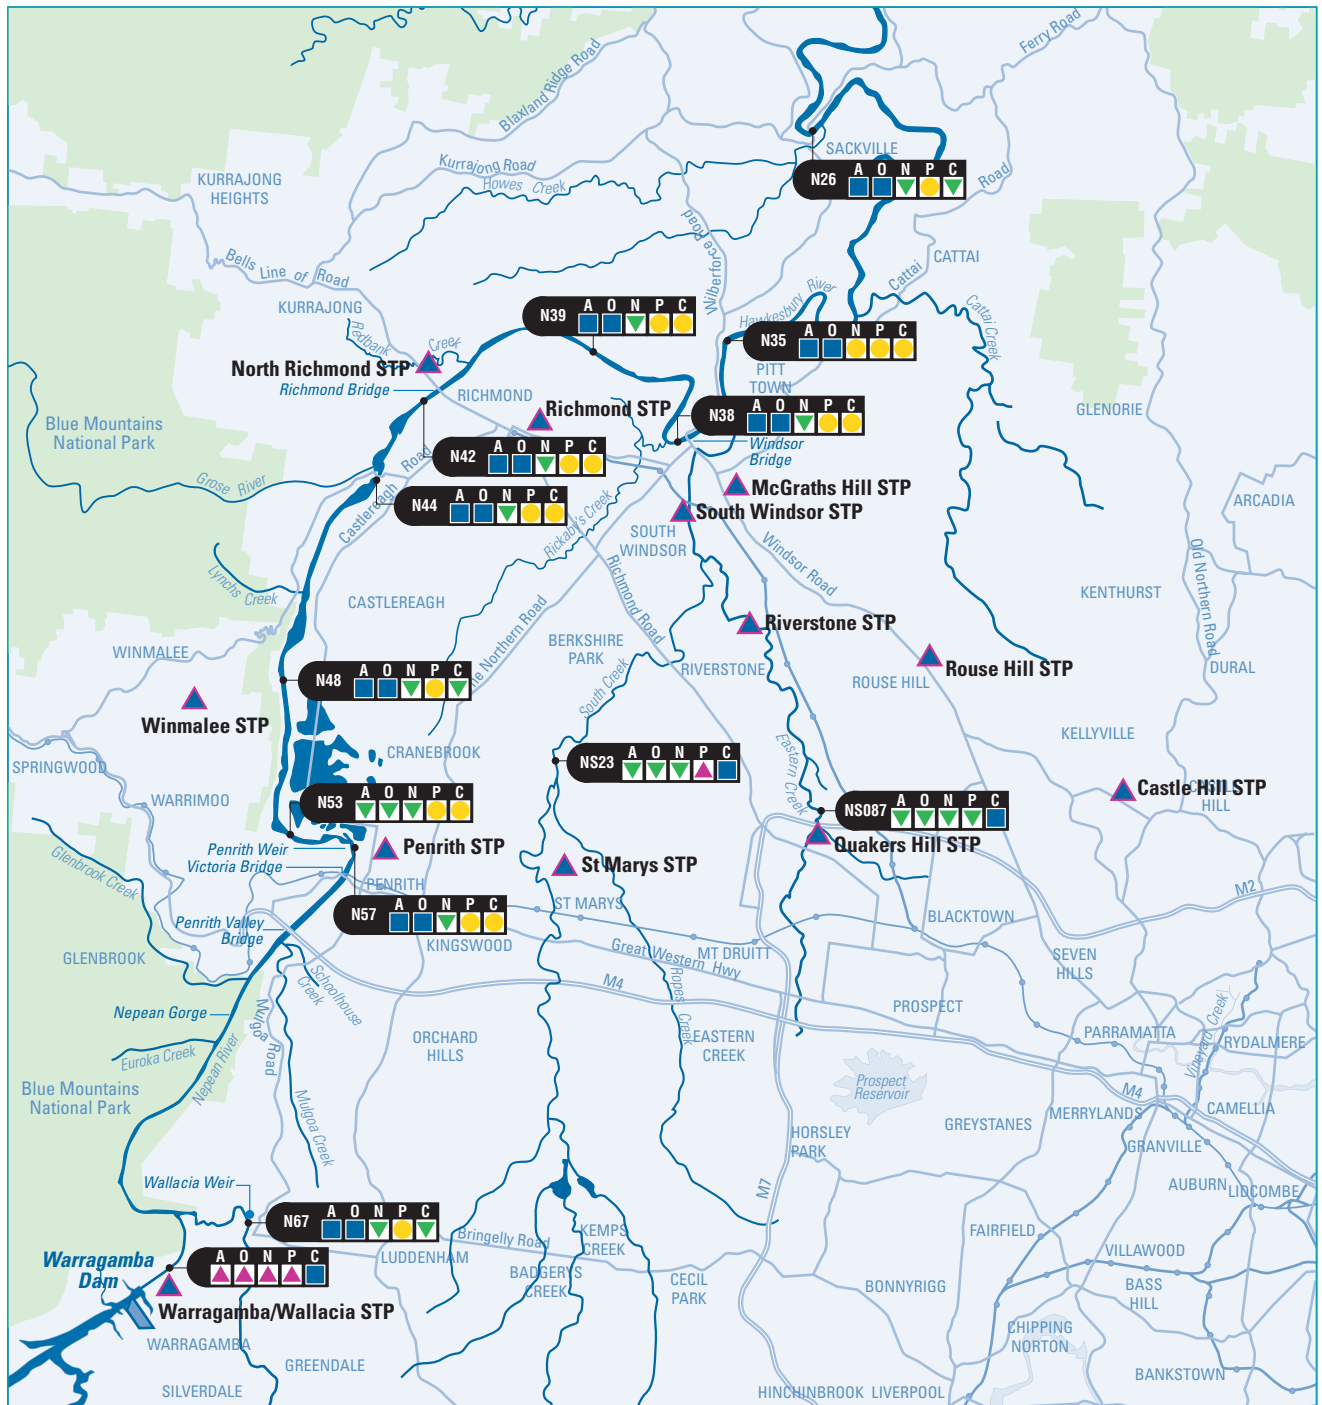 Ferry Road
Blaxland Ridge Road
SACKVILLE
Kurrajong Road
Howes Creek
A O N P C
N26
Road
KURRAJONG
HEIGHTS
Wilberforce Road
Bells Line of Road
CATTAI
Cattai
KURRAJONG
Hawkesbury River
Cattai Creek
A O N P C
N39
A O N P C
N35
Redbank
Creek
North Richmond STP
Richmond Bridge
PITT
TOWN
RICHMOND
Richmond STP
A O N P C
N38
GLENORIE
Blue Mountains
National Park
Windsor
Bridge
A O N P C
N42
Grose River
Castlereagh Road
A O N P C
N44
McGraths Hill STP
South Windsor STP
ARCADIA
Rickaby's Creek
SOUTH
WINDSOR
Windsor Road
Old Northern Road
Lynchs Creek
Richmond Road
KENTHURST
CASTLEREAGH
The Northern Road
Riverstone STP
BERKSHIRE
PARK
WINMALEE
Rouse Hill STP
RIVERSTONE
DURAL
A O N P C
N48
ROUSE HILL
South Creek
Winmalee STP
KELLYVILLE
CRANEBROOK
Eastern Creek
A O N P C
NS23
SPRINGWOOD
WARRIMOO
A O N P C
N53
Castle Hill STP
CASTLE
HILL
A O N P C
NS087
Penrith Weir
Penrith STP
Quakers Hill STP
Victoria Bridge
Glenbrook Creek
St Marys STP
PENRITH
M2
A O N P C
N57
ST MARYS
BLACKTOWN
Penrith Valley
Bridge
KINGSWOOD
Great Western Hwy
MT DRUITT
GLENBROOK
SEVEN
HILLS
Schoolhouse
Creek
M4
Ropes Creek
Nepean Gorge
Mulgoa Road
PROSPECT
Vineyard Creek
ORCHARD
HILLS
EASTERN
CREEK
PARRAMATTA
RYDALMERE
Euroka Creek
Nepean River
Prospect
Reservoir
Blue Mountains
National Park
M4
Mulgoa Creek
MERRYLANDS
CAMELLIA
GREYSTANES
HORSLEY
PARK
GRANVILLE
Wallacia Weir
M7
AUBURN
LIDCOMBE
A O N P C
N67
FAIRFIELD
KEMPS
CREEK
Bringelly Road
VILLAWOOD
Warragamba
Dam
LUDDENHAM
A O N P C
BADGERYS
CREEK
CECIL
PARK
BONNYRIGG
BASS
HILL
Warragamba/Wallacia STP
CHIPPING
NORTON
WARRAGAMBA
GREENDALE
BANKSTOWN
SILVERDALE
HINCHINBROOK
LIVERPOOL